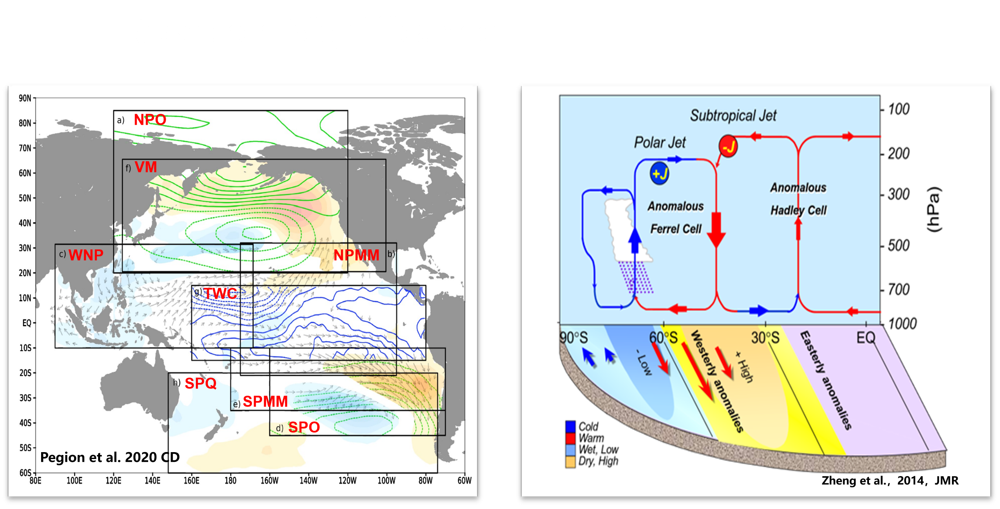 90N
80N
70N
60N
50N
40N
30N
20N
10N
EQ
10S
20S
30S
40S
50S
60S
80E 100E 120E 140E 160E 180 160W 140W 120W 100W 80W 60W
a) NPO
f) VM
c) WNP
NPMM b)
g) TWC
h) SPQ
e) SPMM
d) SPO
Pegion et al. 2020 CD
Subtropical Jet
Polar Jet
-J
+J
Anomalous
Ferrel Cell
Anomalous
Hadley Cell
100
200
300
500
700
1000
(hPa)
90°S 60°S 30°S EQ
- Low
Westerly anomalies
+ High
Easterly anomalies
Cold
Warm
Wet, Low
Dry, High
Zheng et al., 2014, JMR